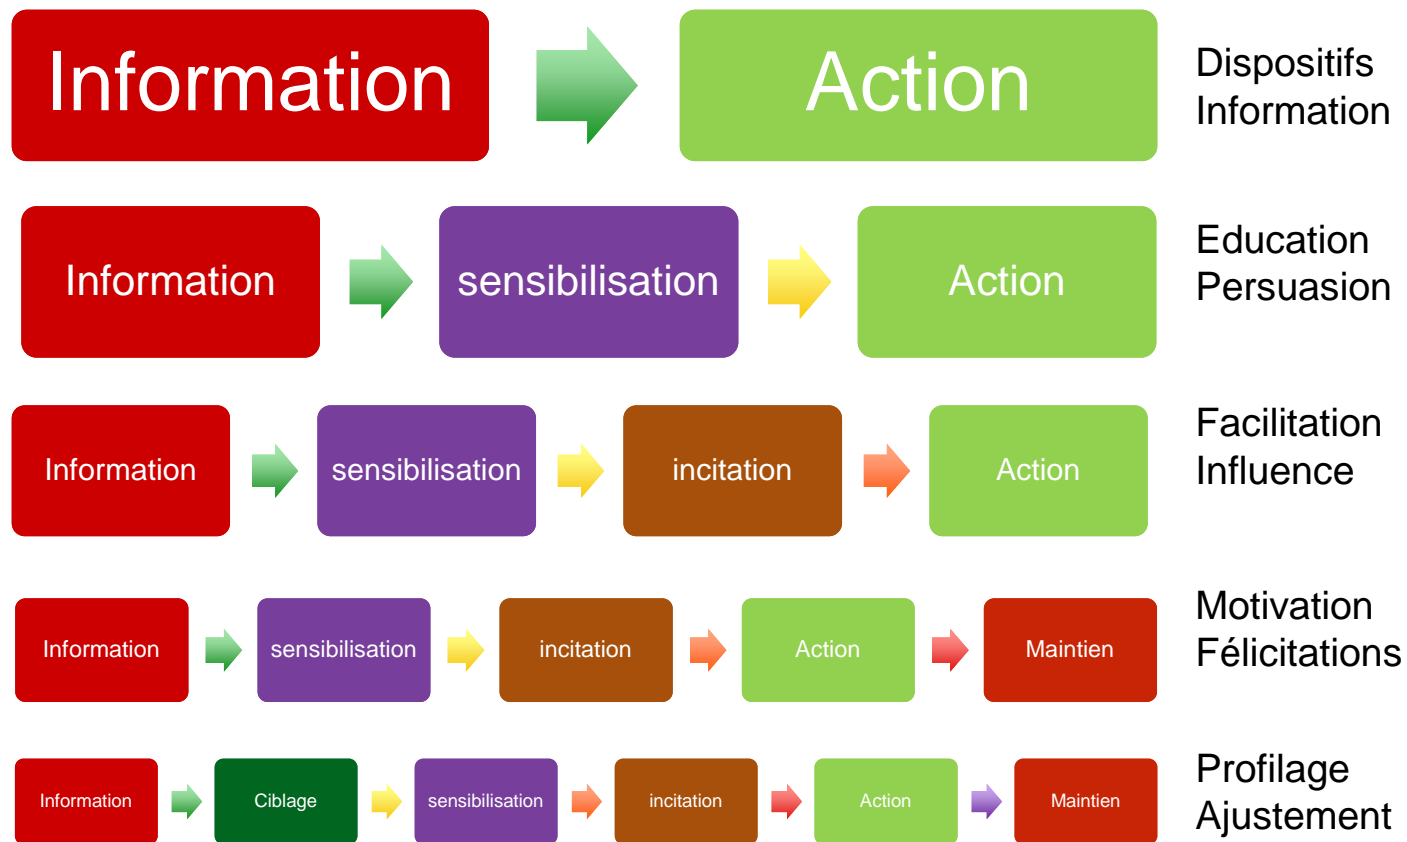 Information
Action
Dispositifs
Information
Information
sensibilisation
Action
Education
Persuasion
Information
sensibilisation
incitation
Action
Facilitation
Influence
Information
sensibilisation
incitation
Action
Maintien
Motivation
Félicitations
Information
Ciblage
sensibilisation
incitation
Action
Maintien
Profilage
Ajustement